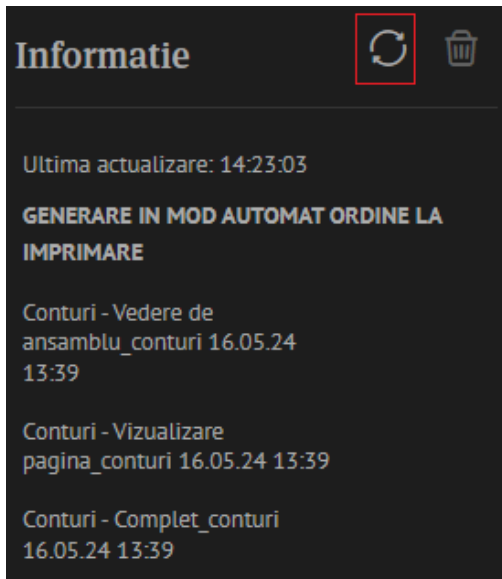 Informatie
Ultima actualizare: 14:23:03
GENERARE IN MOD AUTOMAT ORDINE LA
IMPRIMARE
Conturi - Vedere de
ansamblu_conturi 16.05.24
13:39
Conturi - Vizualizare
pagina_conturi 16.05.24 13:39
Conturi - Complet_conturi
16.05.24 13:39